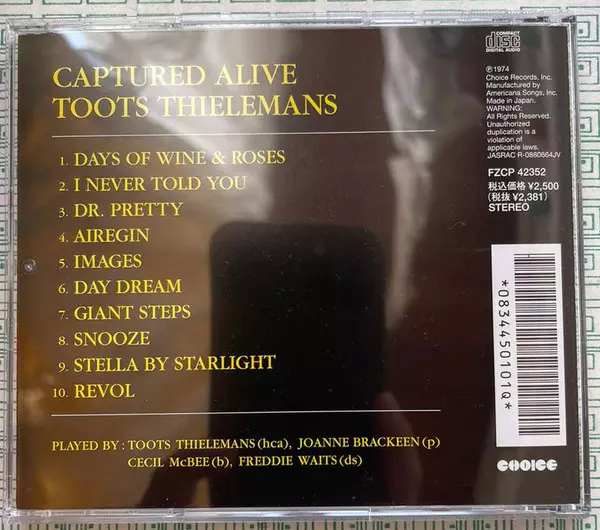 CAPTURED ALIVE
TOOTS THIELEMANS
1. DAYS OF WINE & ROSES
2. I NEVER TOLD YOU
3. DR. PRETTY
4. AIREGIN
5. IMAGES
6. DAY DREAM
7. GIANT STEPS
8. SNOOZE
9. STELLA BY STARLIGHT
10. REVOL
PLAYED BY : TOOTS THIELEMANS (hca), JOANNE BRACKEEN (p)
CECIL McBEE (b), FREDDIE WAITS (ds)
COMPACT
disc
DIGITAL AUDIO
℗1974
Choice Records, Inc.
Manufactured by
Americana Songs, Inc.
Made in Japan.
WARNING:
All Rights Reserved.
Unauthorized
duplication is a
violation of
applicable laws.
JASRAC R-0880664JV
FZCP 42352
税込価格 ¥2,500
(税抜 ¥2,381)
STEREO
*0834450101Q*
CHOICE